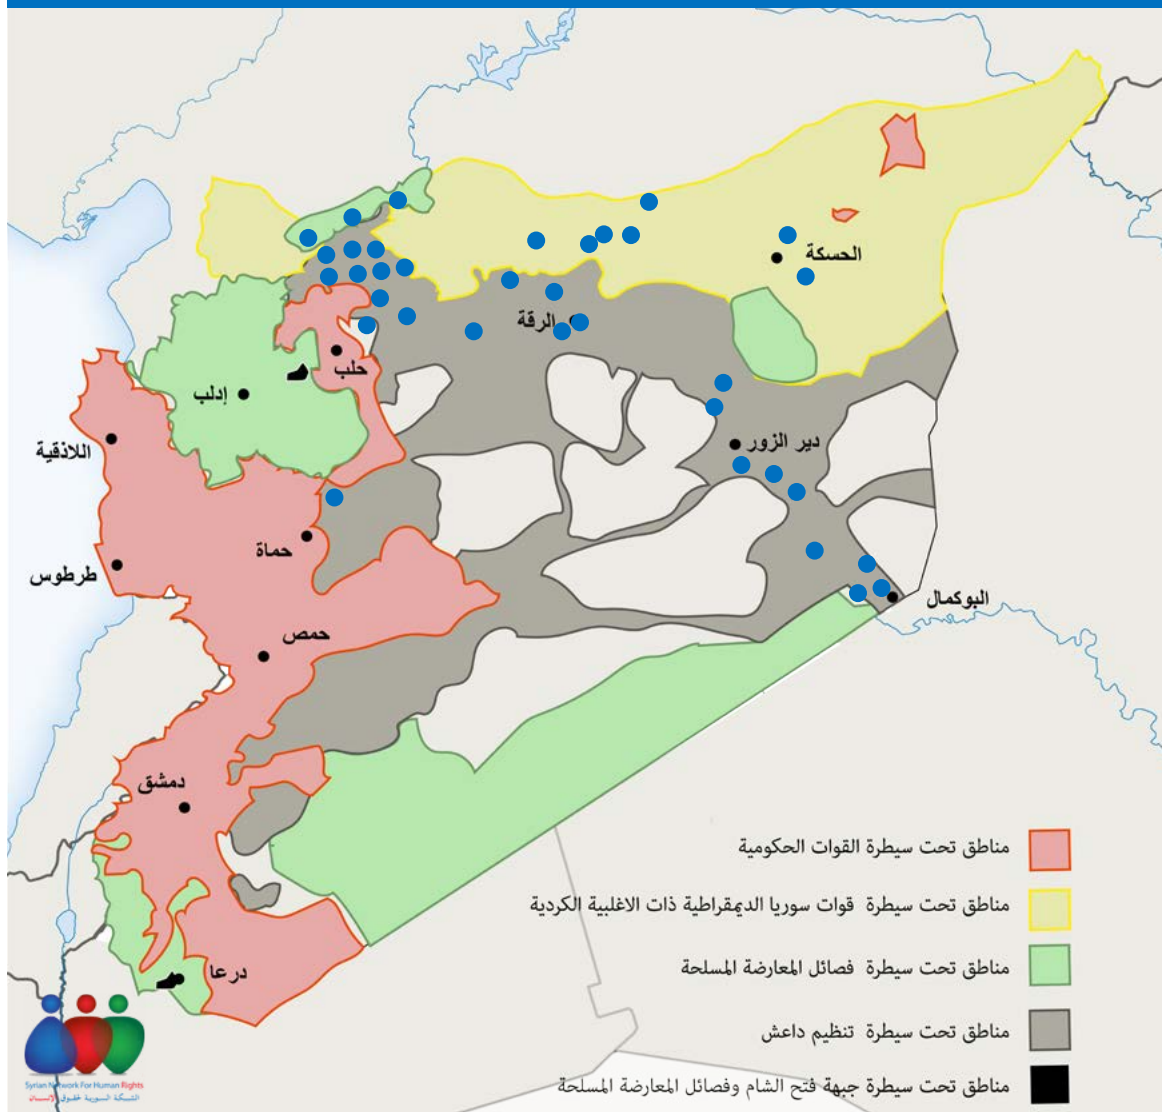 الحسكة
الرقة
حلب
إدلب
دير الزور
اللاذقية
حماة
طرطوس
البوكمال
حمص
دمشق
درعا
مناطق تحت سيطرة القوات الحكومية
مناطق تحت سيطرة قوات سوريا الديمقراطية ذات الاغلبية الكردية
مناطق تحت سيطرة فصائل المعارضة المسلحة
مناطق تحت سيطرة تنظيم داعش
مناطق تحت سيطرة جبهة فتح الشام وفصائل المعارضة المسلحة
Syrian Network For Human Rights
الشبكة السورية لحقوق الإنسان